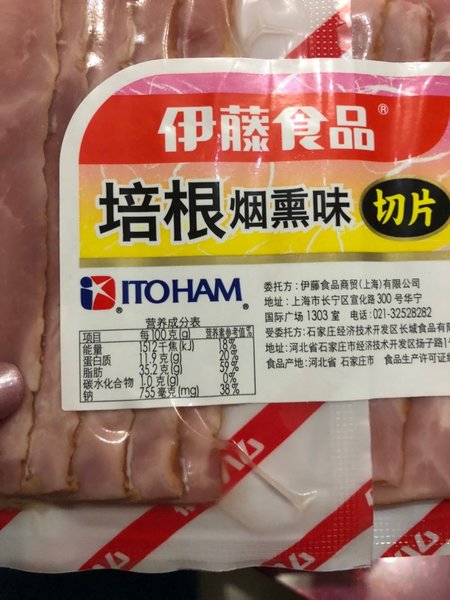 伊藤食品®
培根 烟熏味 切片
ITOHAM
营养成分表
项目 每100克(g) 营养素参考值%
能量 1512千焦(kJ) 18%
蛋白质 11.9克(g) 20%
脂肪 35.2克(g) 59%
碳水化合物 1.0克(g) 0%
钠 755毫克(mg) 38%
委托方：伊藤食品商贸(上海)有限公司
地址：上海市长宁区宣化路300号华宁
国际广场1303室 电话：021-32528282
受委托方：石家庄经济技术开发区长城食品有
地址：河北省石家庄市经济技术开发区扬子路
食品产地：河北省 石家庄市 食品生产许可证